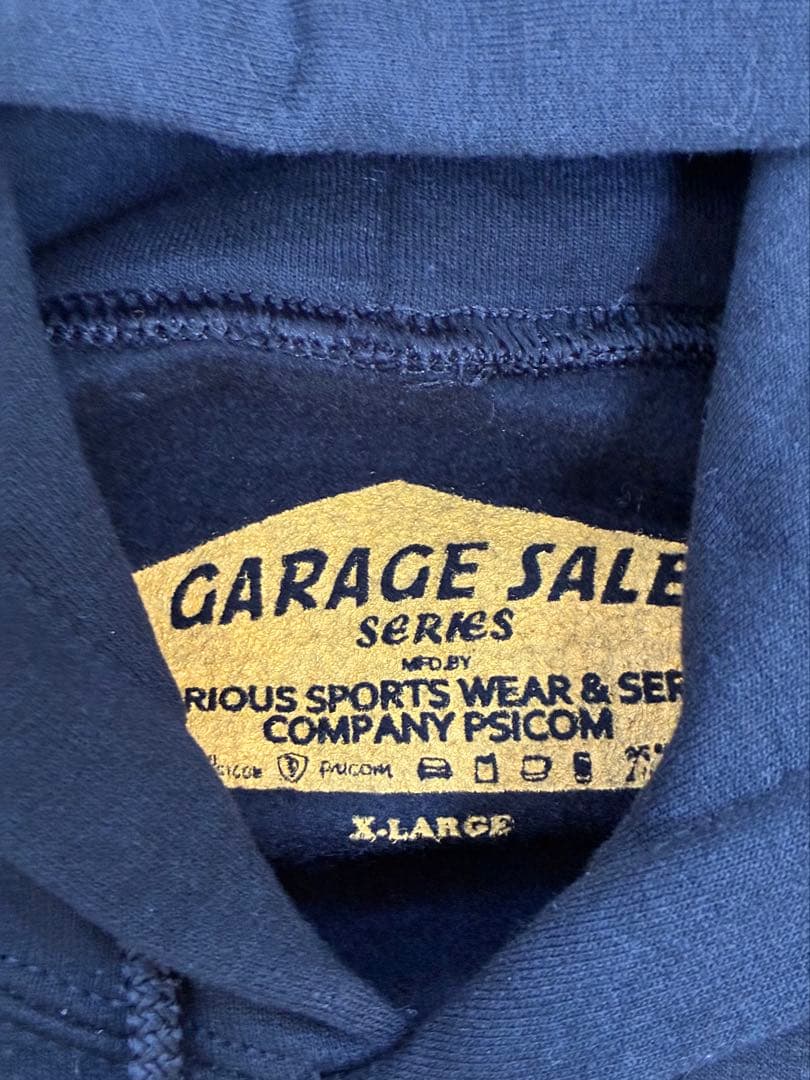 GARAGE SALE
SERIES
MFD.BY
RIOUS SPORTS WEAR & SER
COMPANY PSICOM
X-LARGE